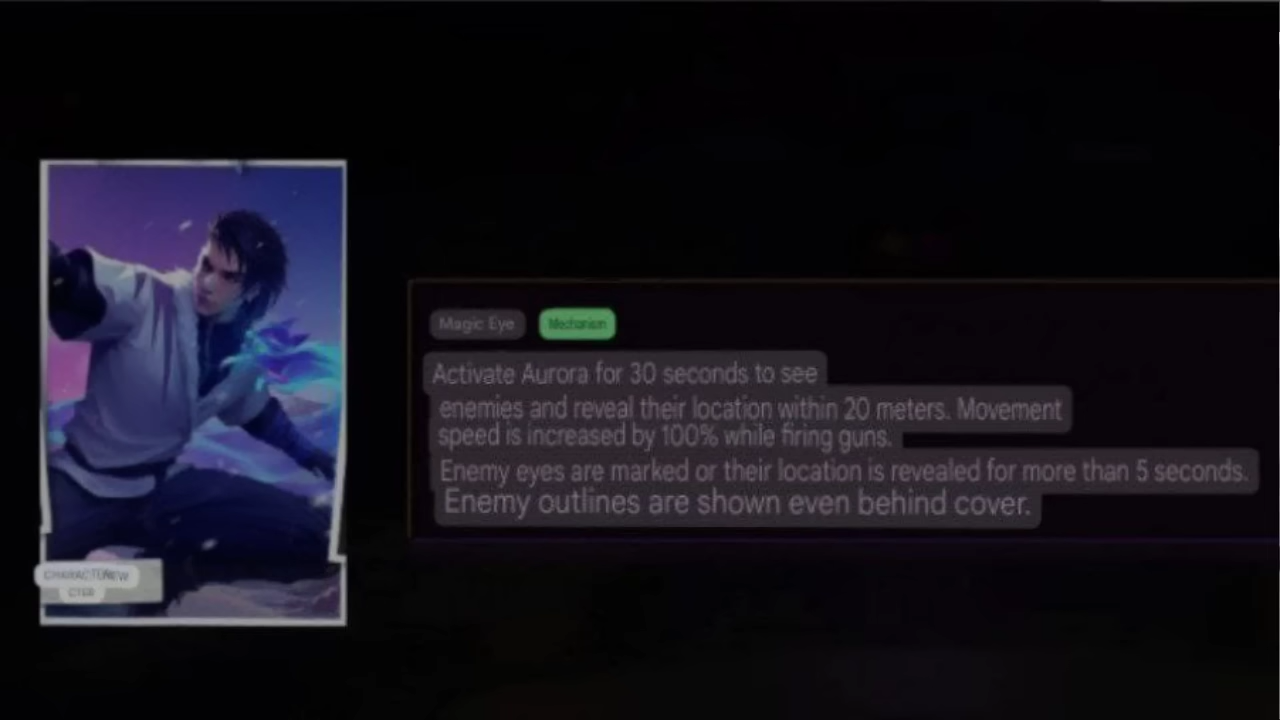 Magic Eye
Mechanism
Activate Aurora for 30 seconds to see
enemies and reveal their location within 20 meters. Movement
speed is increased by 100% while firing guns.
Enemy eyes are marked or their location is revealed for more than 5 seconds.
Enemy outlines are shown even behind cover.